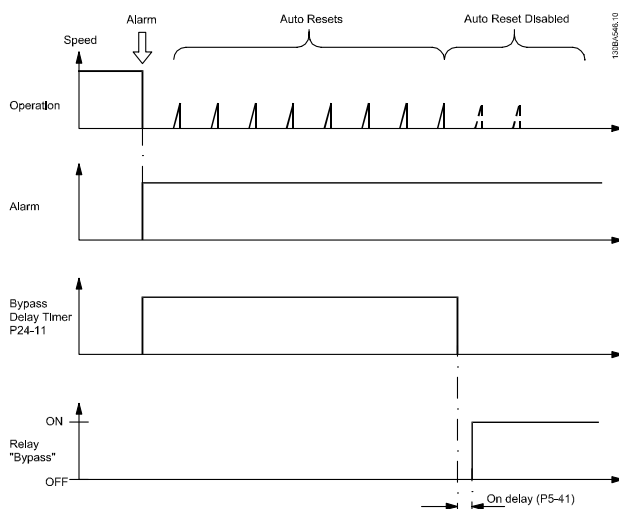 Alarm
Auto Resets
Auto Reset Disabled
130BA546.10
Speed
Operation
Alarm
Bypass
Delay TImer
P24-11
ON
Relay
"Bypass"
OFF
On delay (P5-41)